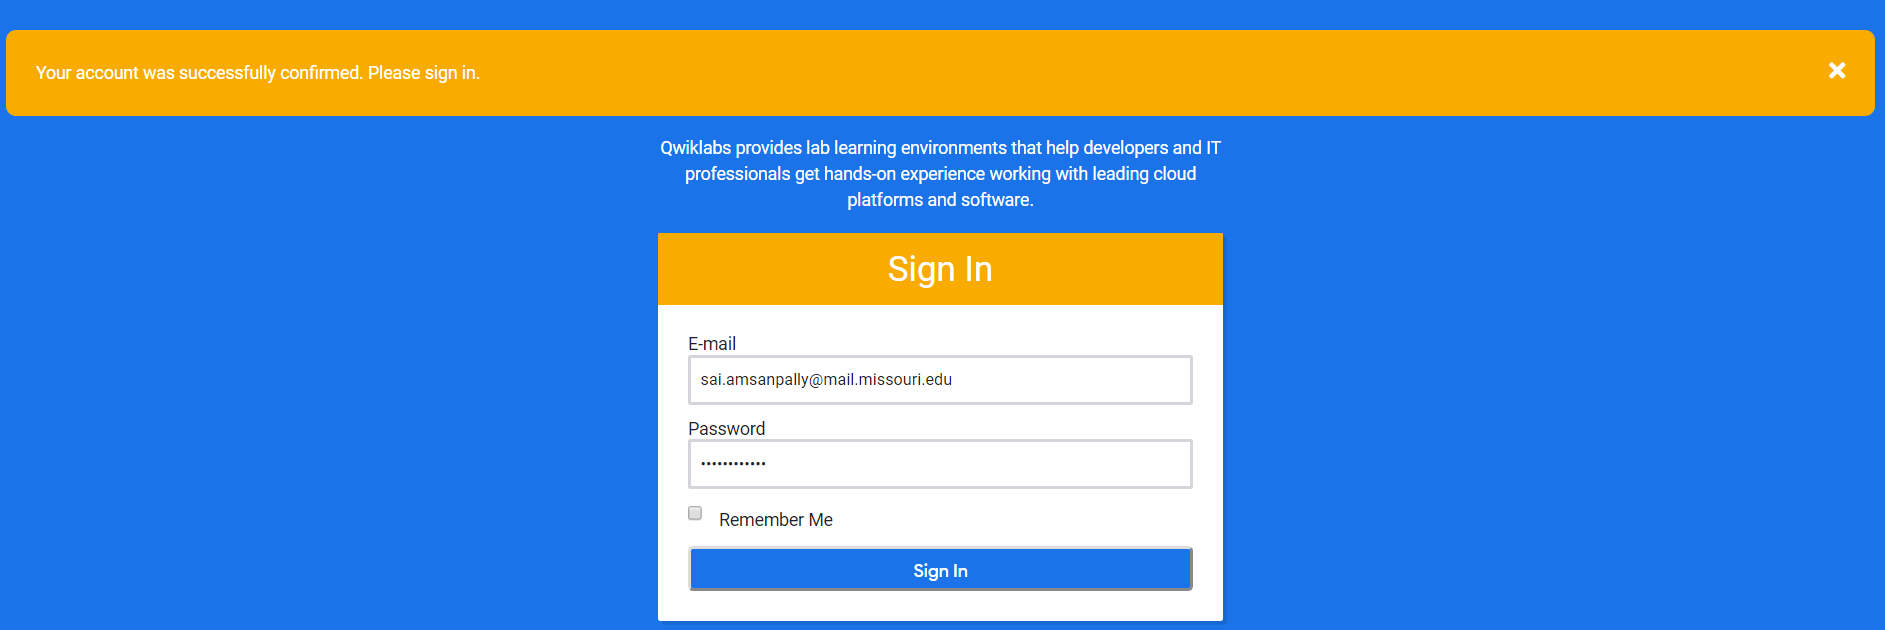 Your account was successfully confirmed. Please sign in.
Qwiklabs provides lab learning environments that help developers and IT
professionals get hands-on experience working with leading cloud
platforms and software.
Sign In
E-mail
sai.amsanpally@mail.missouri.edu
Password
••••••••••••
Remember Me
Sign In